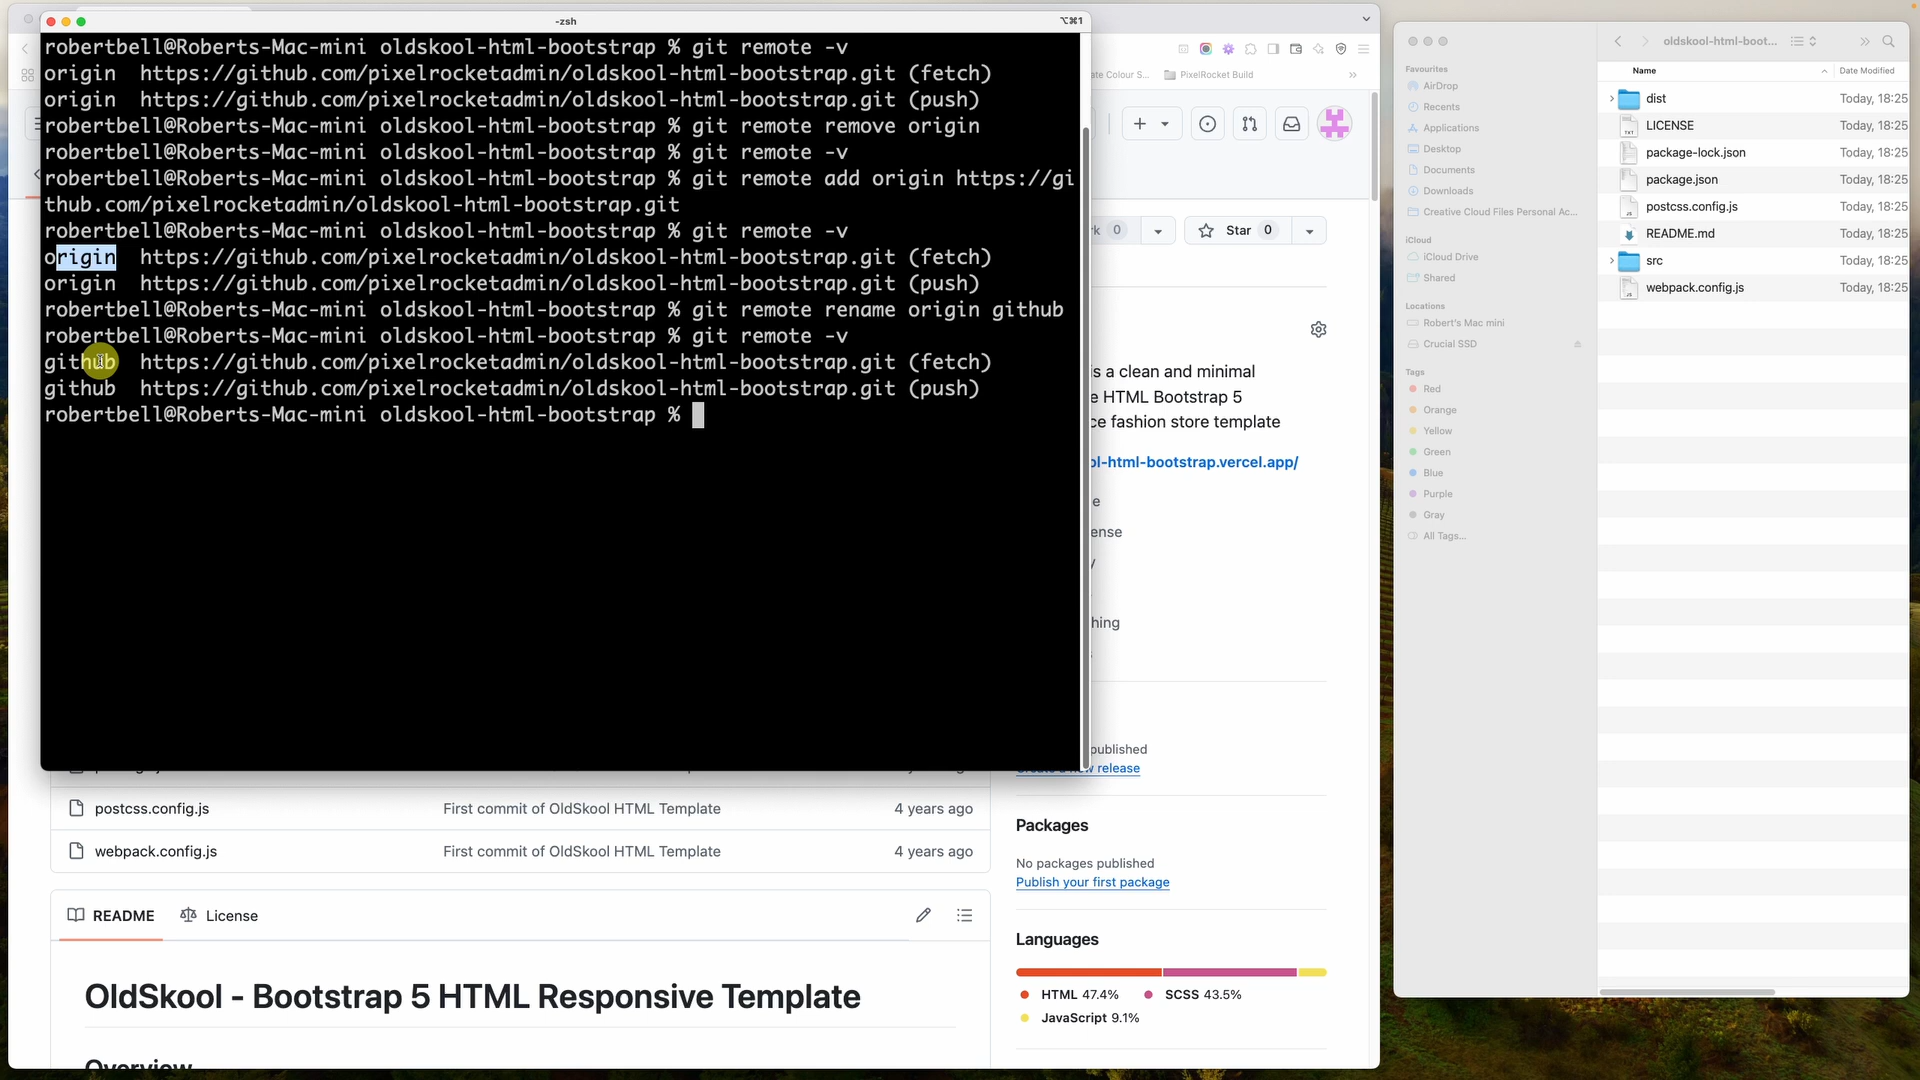 -zsh
⌥⌘1
robertbell@Roberts-Mac-mini oldskool-html-bootstrap % git remote -v
origin https://github.com/pixelrocketadmin/oldskool-html-bootstrap.git (fetch)
origin https://github.com/pixelrocketadmin/oldskool-html-bootstrap.git (push)
robertbell@Roberts-Mac-mini oldskool-html-bootstrap % git remote remove origin
robertbell@Roberts-Mac-mini oldskool-html-bootstrap % git remote -v
robertbell@Roberts-Mac-mini oldskool-html-bootstrap % git remote add origin https://gi
thub.com/pixelrocketadmin/oldskool-html-bootstrap.git
robertbell@Roberts-Mac-mini oldskool-html-bootstrap % git remote -v
origin https://github.com/pixelrocketadmin/oldskool-html-bootstrap.git (fetch)
origin https://github.com/pixelrocketadmin/oldskool-html-bootstrap.git (push)
robertbell@Roberts-Mac-mini oldskool-html-bootstrap % git remote rename origin github
robertbell@Roberts-Mac-mini oldskool-html-bootstrap % git remote -v
github https://github.com/pixelrocketadmin/oldskool-html-bootstrap.git (fetch)
github https://github.com/pixelrocketadmin/oldskool-html-bootstrap.git (push)
robertbell@Roberts-Mac-mini oldskool-html-bootstrap %
ate Colour S...
PixelRocket Build
rk 0
Star 0
s a clean and minimal
e HTML Bootstrap 5
ce fashion store template
ol-html-bootstrap.vercel.app/
e
ense
y
hing
published
Create a new release
postcss.config.js First commit of OldSkool HTML Template 4 years ago
webpack.config.js First commit of OldSkool HTML Template 4 years ago
Packages
No packages published
Publish your first package
README
License
OldSkool - Bootstrap 5 HTML Responsive Template
Overview
Languages
HTML 47.4%
SCSS 43.5%
JavaScript 9.1%
oldskool-html-boot...
Favourites
AirDrop
Recents
Applications
Desktop
Documents
Downloads
Creative Cloud Files Personal Ac...
iCloud
iCloud Drive
Shared
Locations
Robert's Mac mini
Crucial SSD
Tags
Red
Orange
Yellow
Green
Blue
Purple
Gray
All Tags...
Name Date Modified
dist Today, 18:25
LICENSE Today, 18:25
package-lock.json Today, 18:25
package.json Today, 18:25
postcss.config.js Today, 18:25
README.md Today, 18:25
src Today, 18:25
webpack.config.js Today, 18:25